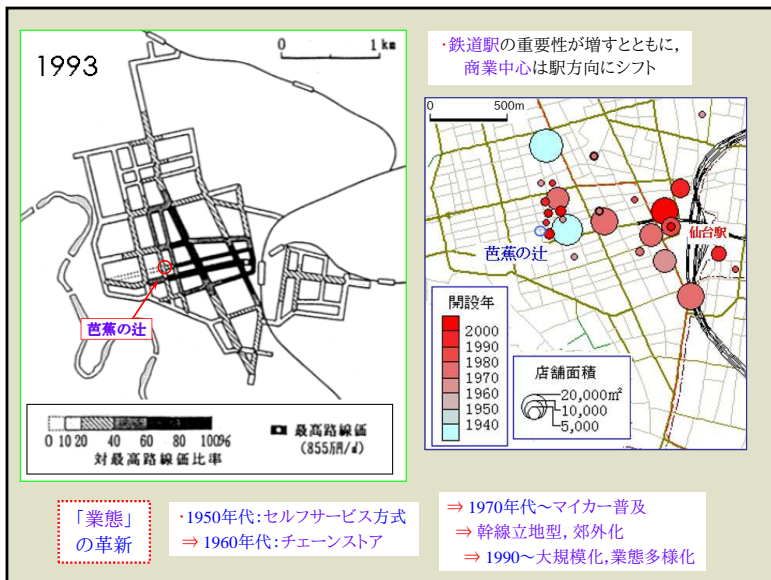 1993
0 1km
芭蕉の辻
0 10 20 40 60 80 100%
対最高路線価比率
最高路線価
(855万円/㎡)
・鉄道駅の重要性が増すとともに,
商業中心は駅方向にシフト
0 500m
芭蕉の辻
仙台駅
開設年
2000
1990
1980
1970
1960
1950
1940
店舗面積
20,000m²
10,000
5,000
「業態」
の革新
・1950年代:セルフサービス方式
⇒ 1960年代:チェーンストア
⇒ 1970年代~マイカー普及
⇒ 幹線立地型,郊外化
⇒ 1990~大規模化,業態多様化